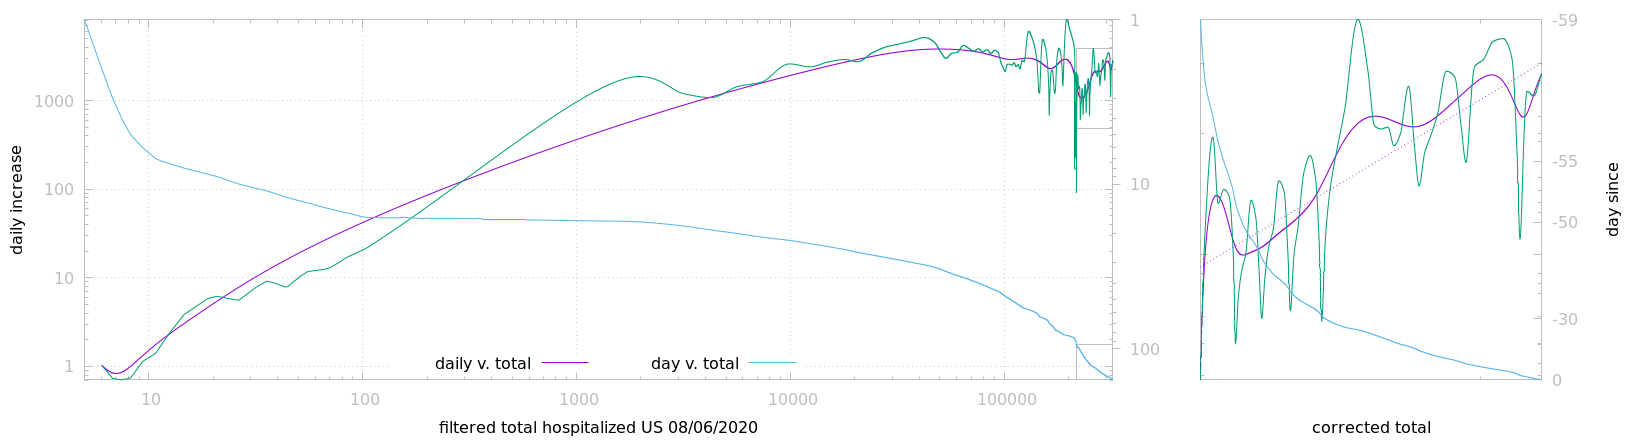 daily increase
1000
100
10
1
10
100
1000
10000
100000
daily v. total
day v. total
filtered total hospitalized US 08/06/2020
1
10
100
-59
-55
-50
-30
0
day since
corrected total